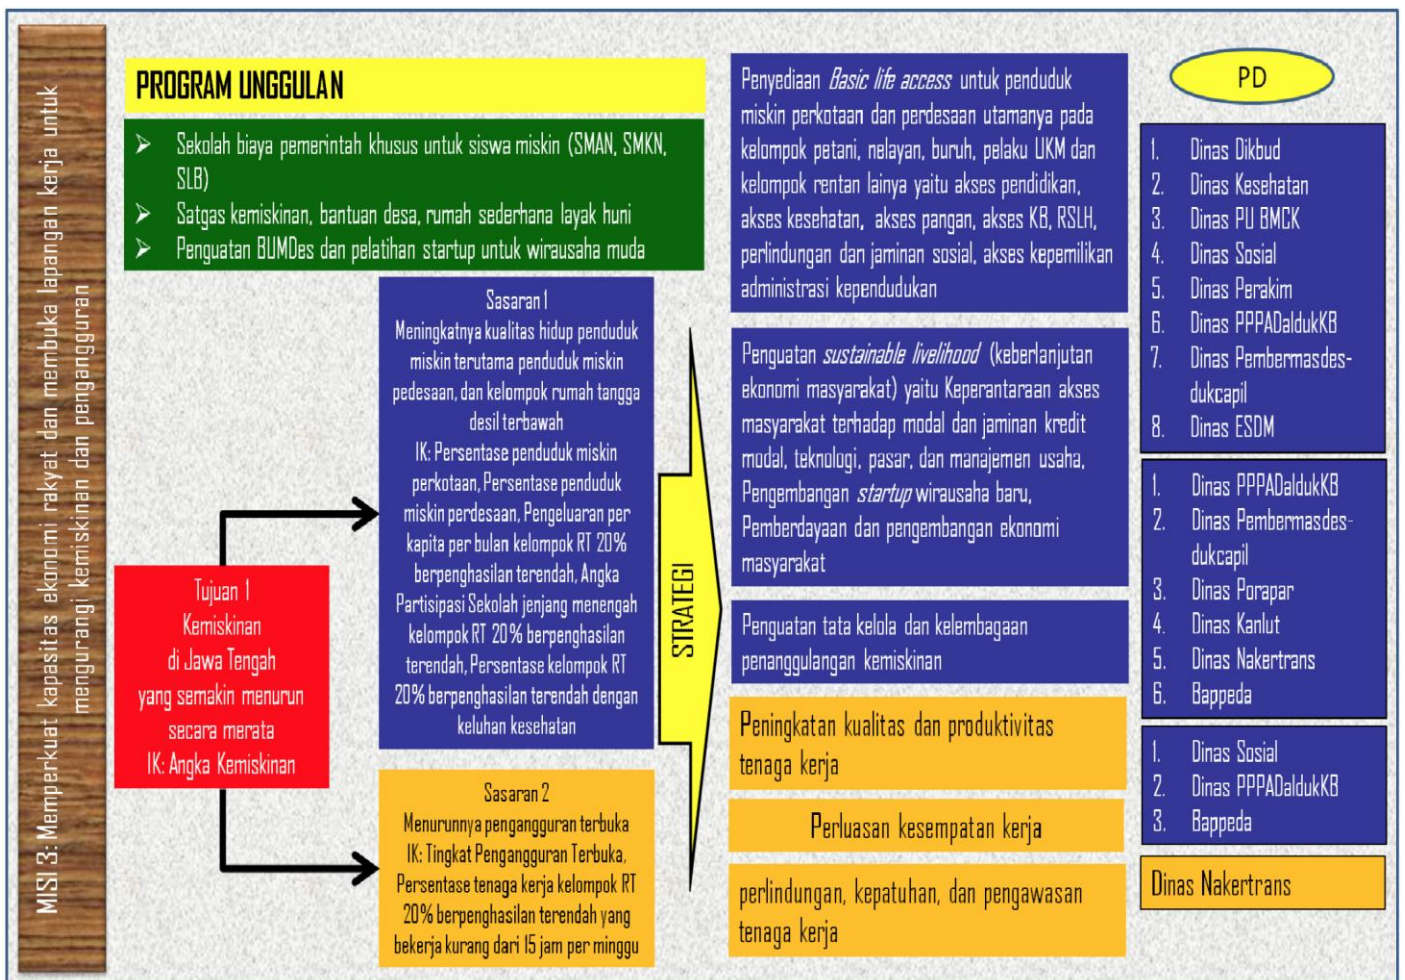 MISI 3: Memperkuat kapasitas ekonomi rakyat dan membuka lapangan kerja untuk
mengurangi kemiskinan dan pengangguran
PROGRAM UNGGULAN
➢ Sekolah biaya pemerintah khusus untuk siswa miskin (SMAN, SMKN,
SLB)
➢ Satgas kemiskinan, bantuan desa, rumah sederhana layak huni
➢ Penguatan BUMDes dan pelatihan startup untuk wirausaha muda
Tujuan 1
Kemiskinan
di Jawa Tengah
yang semakin menurun
secara merata
IK: Angka Kemiskinan
Sasaran 1
Meningkatnya kualitas hidup penduduk
miskin terutama penduduk miskin
pedesaan, dan kelompok rumah tangga
desil terbawah
IK: Persentase penduduk miskin
perkotaan, Persentase penduduk
miskin perdesaan, Pengeluaran per
kapita per bulan kelompok RT 20%
berpenghasilan terendah, Angka
Partisipasi Sekolah jenjang menengah
kelompok RT 20% berpenghasilan
terendah, Persentase kelompok RT
20% berpenghasilan terendah dengan
keluhan kesehatan
Sasaran 2
Menurunnya pengangguran terbuka
IK: Tingkat Pengangguran Terbuka,
Persentase tenaga kerja kelompok RT
20% berpenghasilan terendah yang
bekerja kurang dari 15 jam per minggu
STRATEGI
Penyediaan Basic life access untuk penduduk
miskin perkotaan dan perdesaan utamanya pada
kelompok petani, nelayan, buruh, pelaku UKM dan
kelompok rentan lainya yaitu akses pendidikan,
akses kesehatan, akses pangan, akses KB, RSLH,
perlindungan dan jaminan sosial, akses kepemilikan
administrasi kependudukan
Penguatan sustainable livelihood (keberlanjutan
ekonomi masyarakat) yaitu Keperantaraan akses
masyarakat terhadap modal dan jaminan kredit
modal, teknologi, pasar, dan manajemen usaha,
Pengembangan startup wirausaha baru,
Pemberdayaan dan pengembangan ekonomi
masyarakat
Penguatan tata kelola dan kelembagaan
penanggulangan kemiskinan
Peningkatan kualitas dan produktivitas
tenaga kerja
Perluasan kesempatan kerja
perlindungan, kepatuhan, dan pengawasan
tenaga kerja
PD
1. Dinas Dikbud
2. Dinas Kesehatan
3. Dinas PU BMCK
4. Dinas Sosial
5. Dinas Perakim
6. Dinas PPPADaldukKB
7. Dinas Pembermasdes-
dukcapil
8. Dinas ESDM
1. Dinas PPPADaldukKB
2. Dinas Pembermasdes-
dukcapil
3. Dinas Porapar
4. Dinas Kanlut
5. Dinas Nakertrans
6. Bappeda
1. Dinas Sosial
2. Dinas PPPADaldukKB
3. Bappeda
Dinas Nakertrans